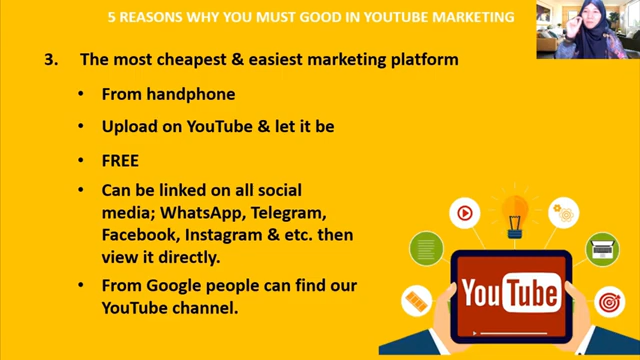 5 REASONS WHY YOU MUST GOOD IN YOUTUBE MARKETING
3. The most cheapest & easiest marketing platform
• From handphone
• Upload on YouTube & let it be
• FREE
• Can be linked on all social
media; WhatsApp, Telegram,
Facebook, Instagram & etc. then
view it directly.
• From Google people can find our
YouTube channel.
YouTube